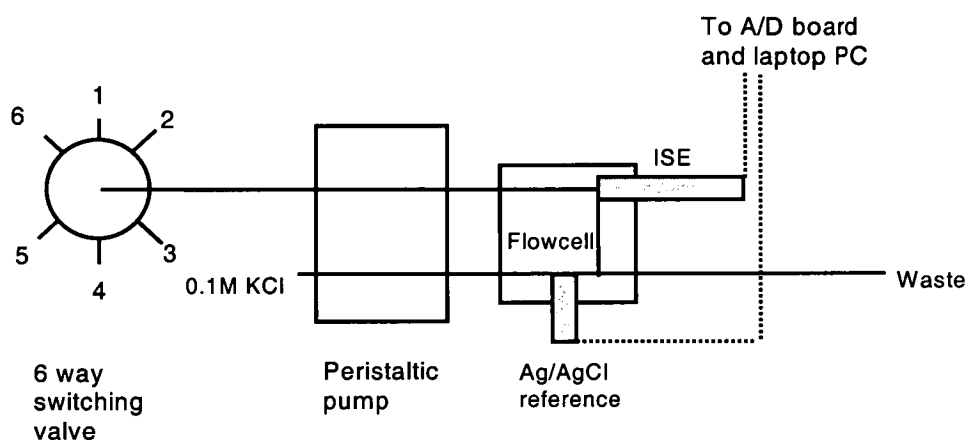 To A/D board
and laptop PC
1
2
6
ISE
Flowcell
5
3
4
0.1M KCl
Waste
6 way
switching
valve
Peristaltic
pump
Ag/AgCl
reference